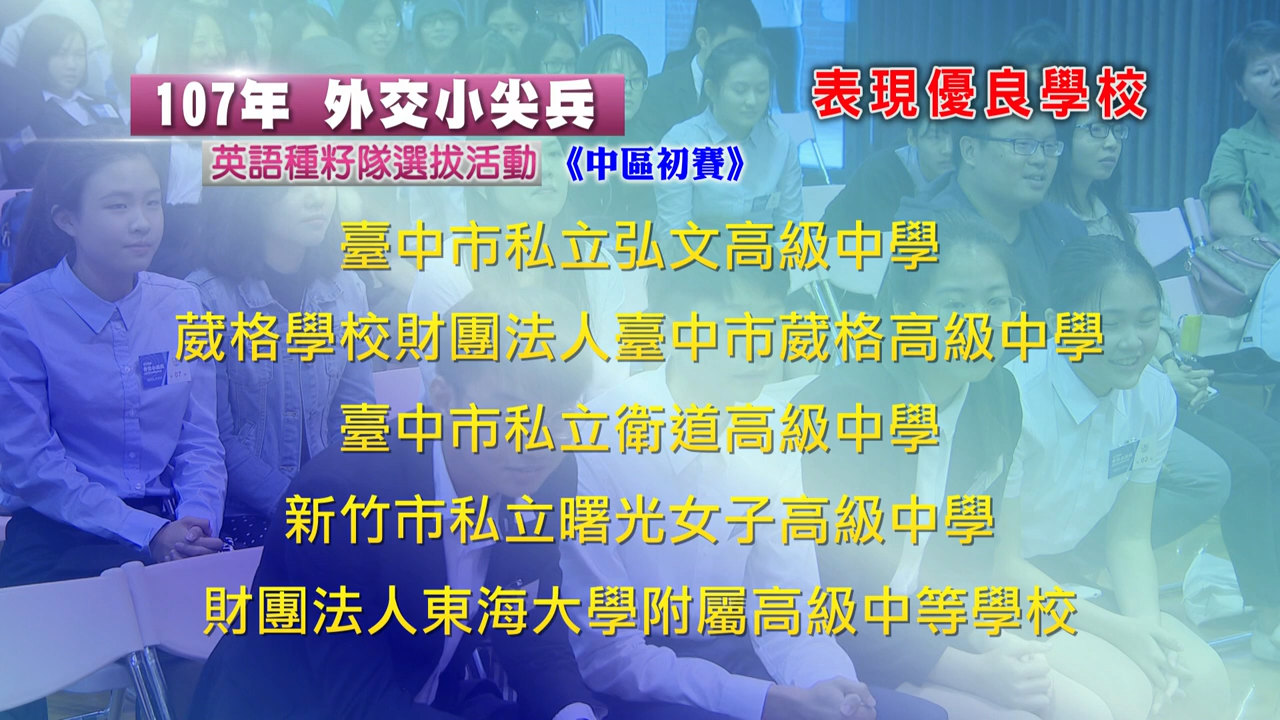 107年 外交小尖兵
表現優良學校
英語種籽隊選拔活動《中區初賽》
臺中市私立弘文高級中學
葳格學校財團法人臺中市葳格高級中學
臺中市私立衛道高級中學
新竹市私立曙光女子高級中學
財團法人東海大學附屬高級中等學校